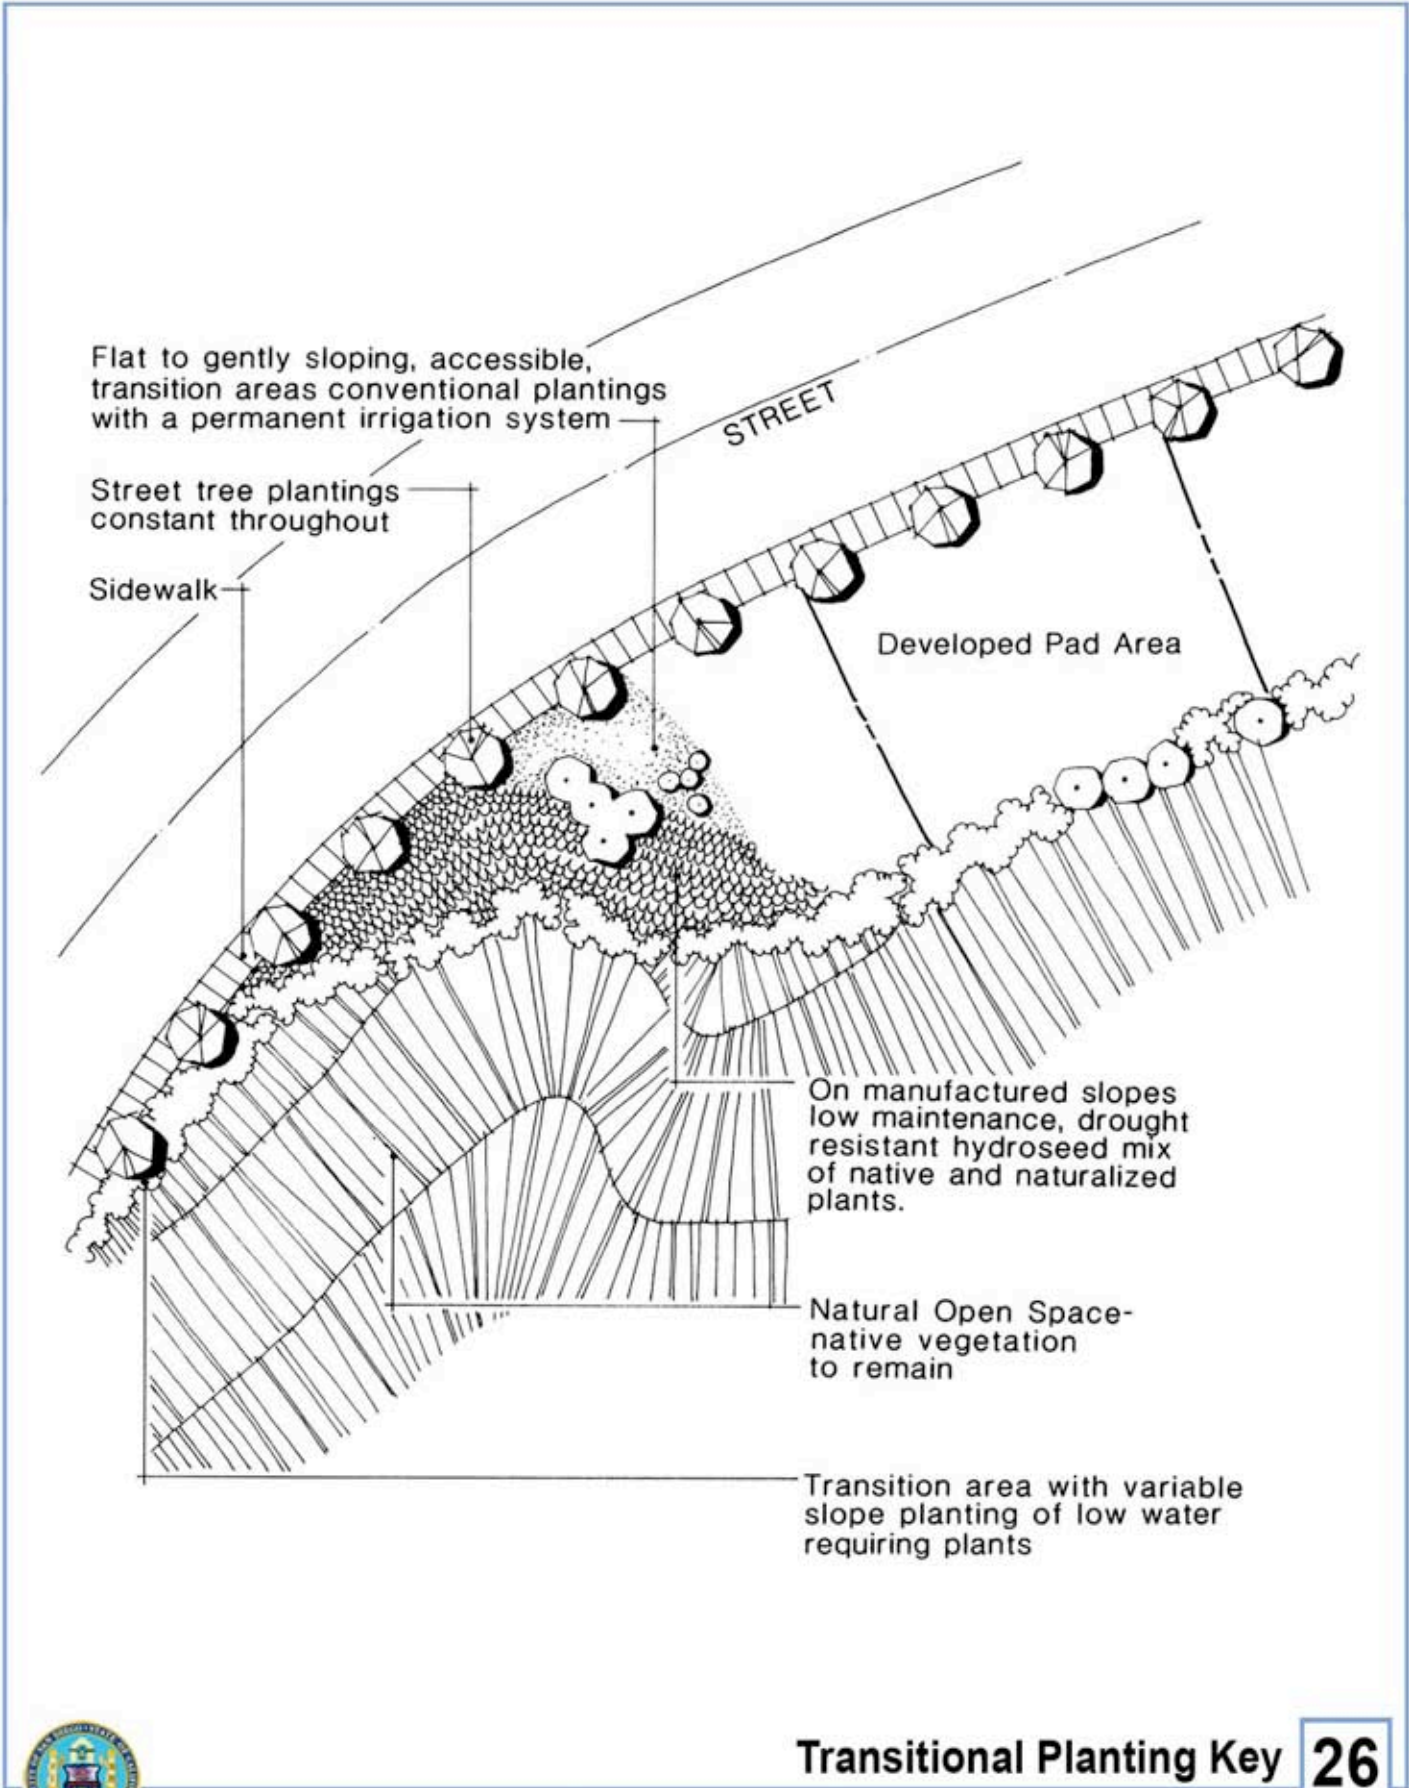 Flat to gently sloping, accessible,
transition areas conventional plantings
with a permanent irrigation system
STREET
Street tree plantings
constant throughout
Sidewalk
Developed Pad Area
On manufactured slopes
low maintenance, drought
resistant hydroseed mix
of native and naturalized
plants.
Natural Open Space-
native vegetation
to remain
Transition area with variable
slope planting of low water
requiring plants
Transitional Planting Key
26